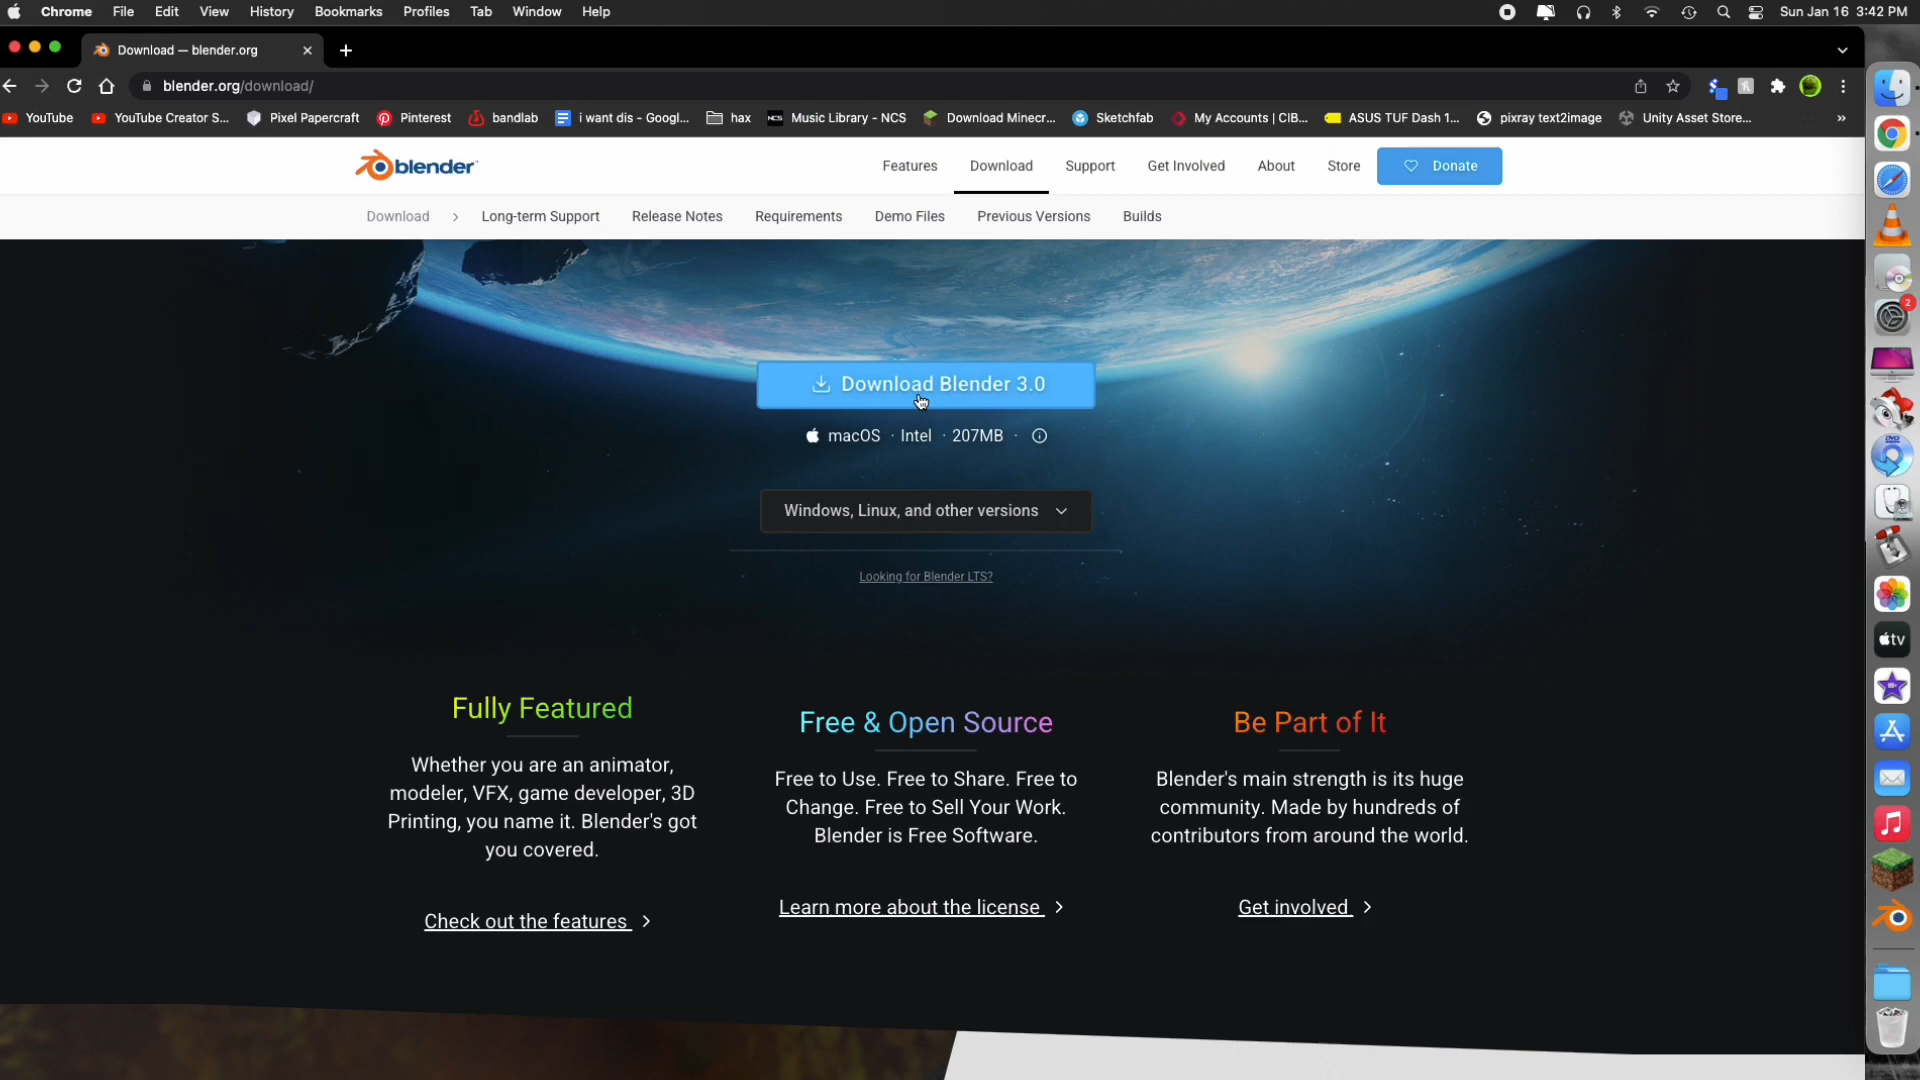 Chrome File Edit View History Bookmarks Profiles Tab Window Help Sun Jan 16 3:42 PM
Download — blender.org
blender.org/download/
YouTube YouTube Creator S... Pixel Papercraft Pinterest bandlab i want dis - Googl... hax NCS Music Library - NCS Download Minecr... Sketchfab My Accounts | CIB... ASUS TUF Dash 1... pixray text2image Unity Asset Store... »
blender Features Download Support Get Involved About Store Donate
Download > Long-term Support Release Notes Requirements Demo Files Previous Versions Builds
Download Blender 3.0
macOS · Intel · 207MB ·
Windows, Linux, and other versions
Looking for Blender LTS?
Fully Featured
Whether you are an animator,
modeler, VFX, game developer, 3D
Printing, you name it. Blender's got
you covered.
Check out the features >
Free & Open Source
Free to Use. Free to Share. Free to
Change. Free to Sell Your Work.
Blender is Free Software.
Learn more about the license >
Be Part of It
Blender's main strength is its huge
community. Made by hundreds of
contributors from around the world.
Get involved >
2
DVD
tv